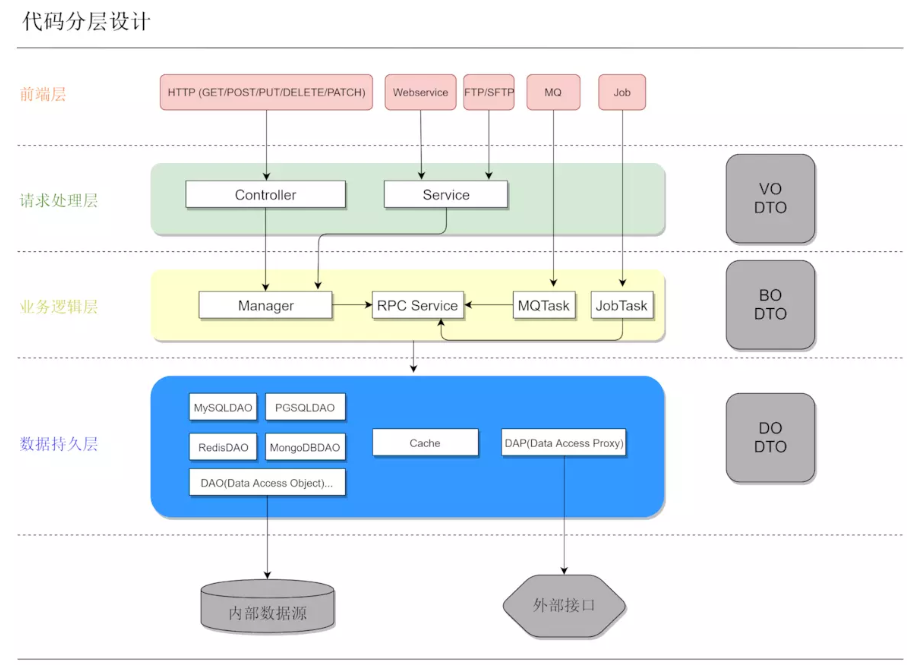 代码分层设计
前端层
HTTP (GET/POST/PUT/DELETE/PATCH)
Webservice
FTP/SFTP
MQ
Job
请求处理层
Controller
Service
VO
DTO
业务逻辑层
Manager
RPC Service
MQTask
JobTask
BO
DTO
数据持久层
MySQLDAO
PGSQLDAO
RedisDAO
MongoDBDAO
DAO(Data Access Object)...
Cache
DAP(Data Access Proxy)
DO
DTO
内部数据源
外部接口